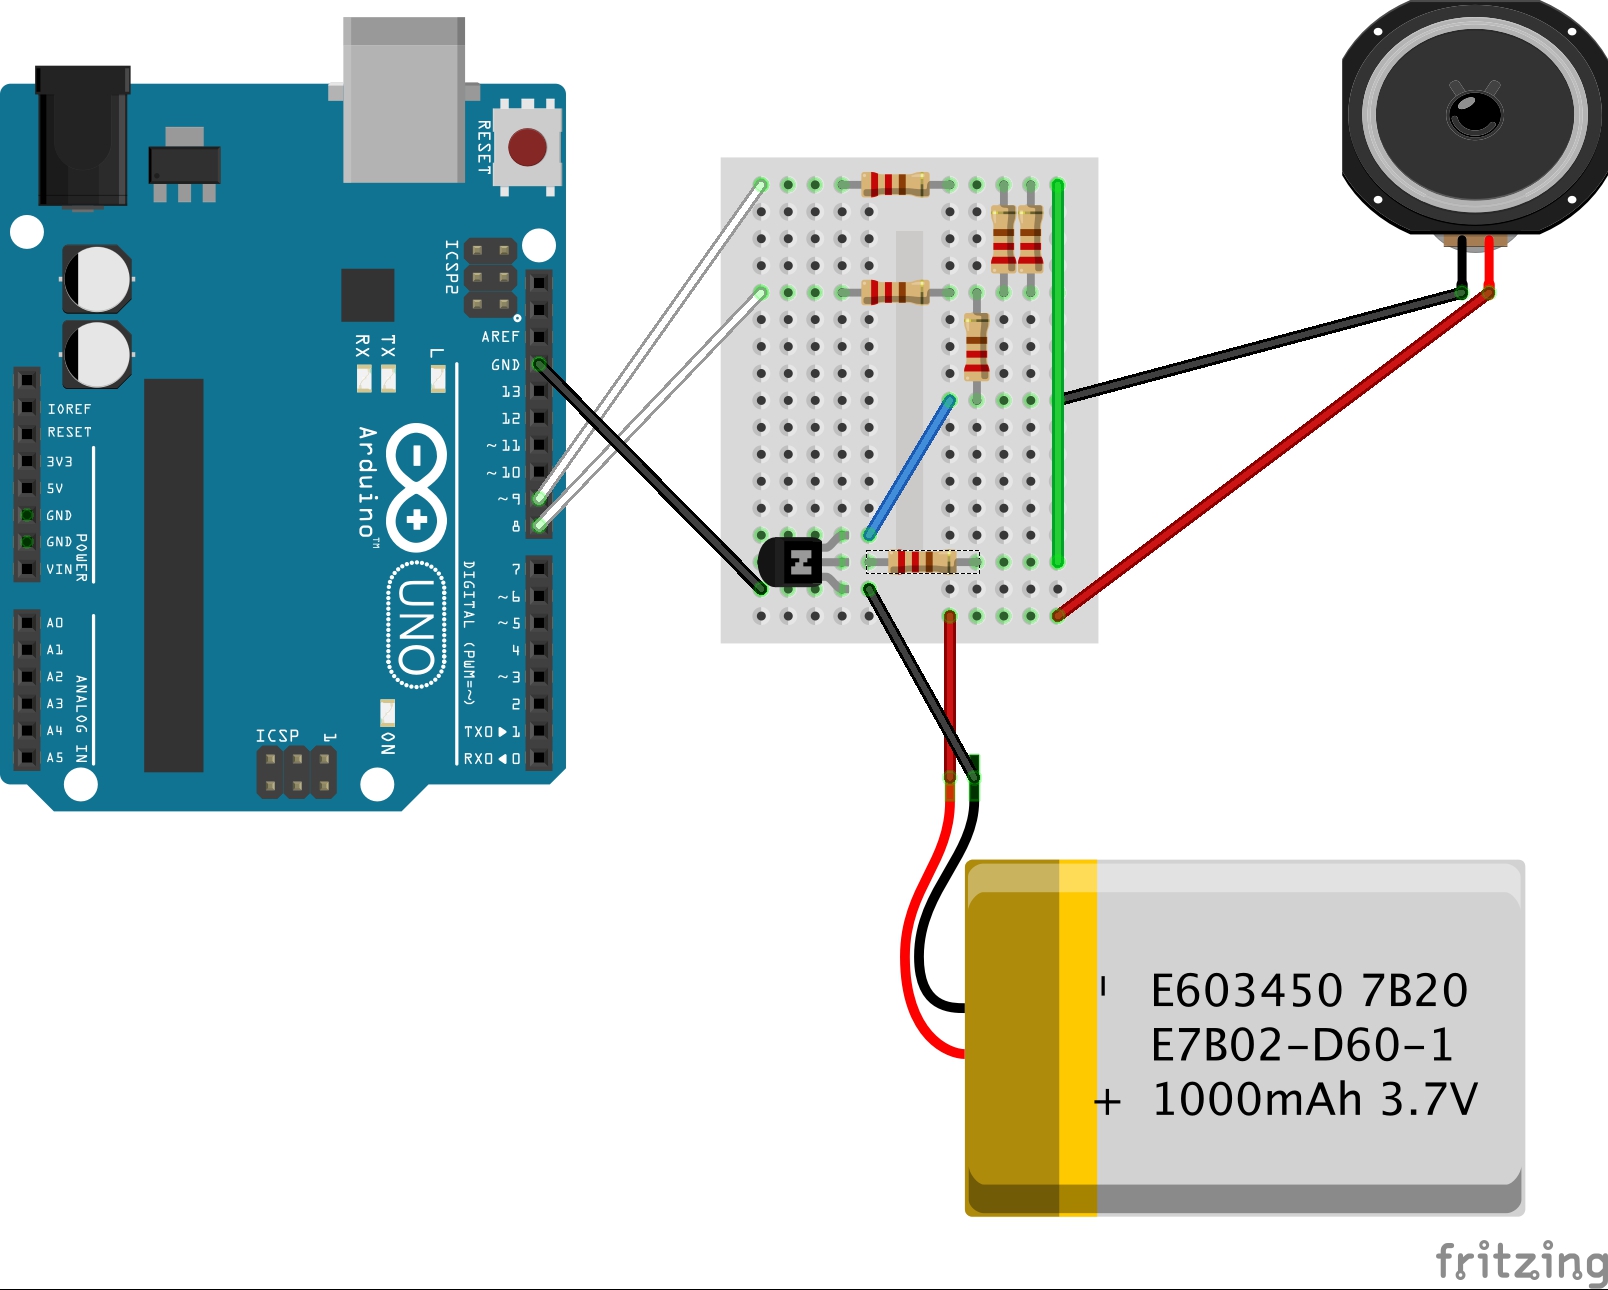 RESET
ICSP2
AREF
GND
13
12
~11
~10
~9
8
7
~6
~5
4
~3
2
TX0▶1
RX0◀0
RX
TX
L
IOREF
RESET
3V3
5V
GND
GND
VIN
POWER
A0
A1
A2
A3
A4
A5
ANALOG IN
Arduino™
UNO
DIGITAL (PWM=~)
ICSP
1
ON
N
E603450 7B20
E7B02-D60-1
+ 1000mAh 3.7V
fritzing